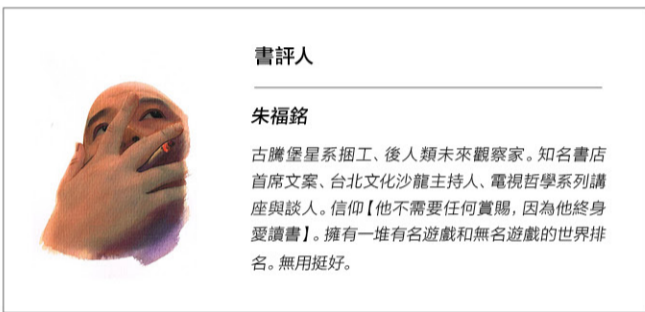 書評人
朱福銘
古騰堡星系捆工、後人類未來觀察家。知名書店
首席文案、台北文化沙龍主持人、電視哲學系列講
座與談人。信仰【他不需要任何賞賜，因為他終身
愛讀書】。擁有一堆有名遊戲和無名遊戲的世界排
名。無用挺好。